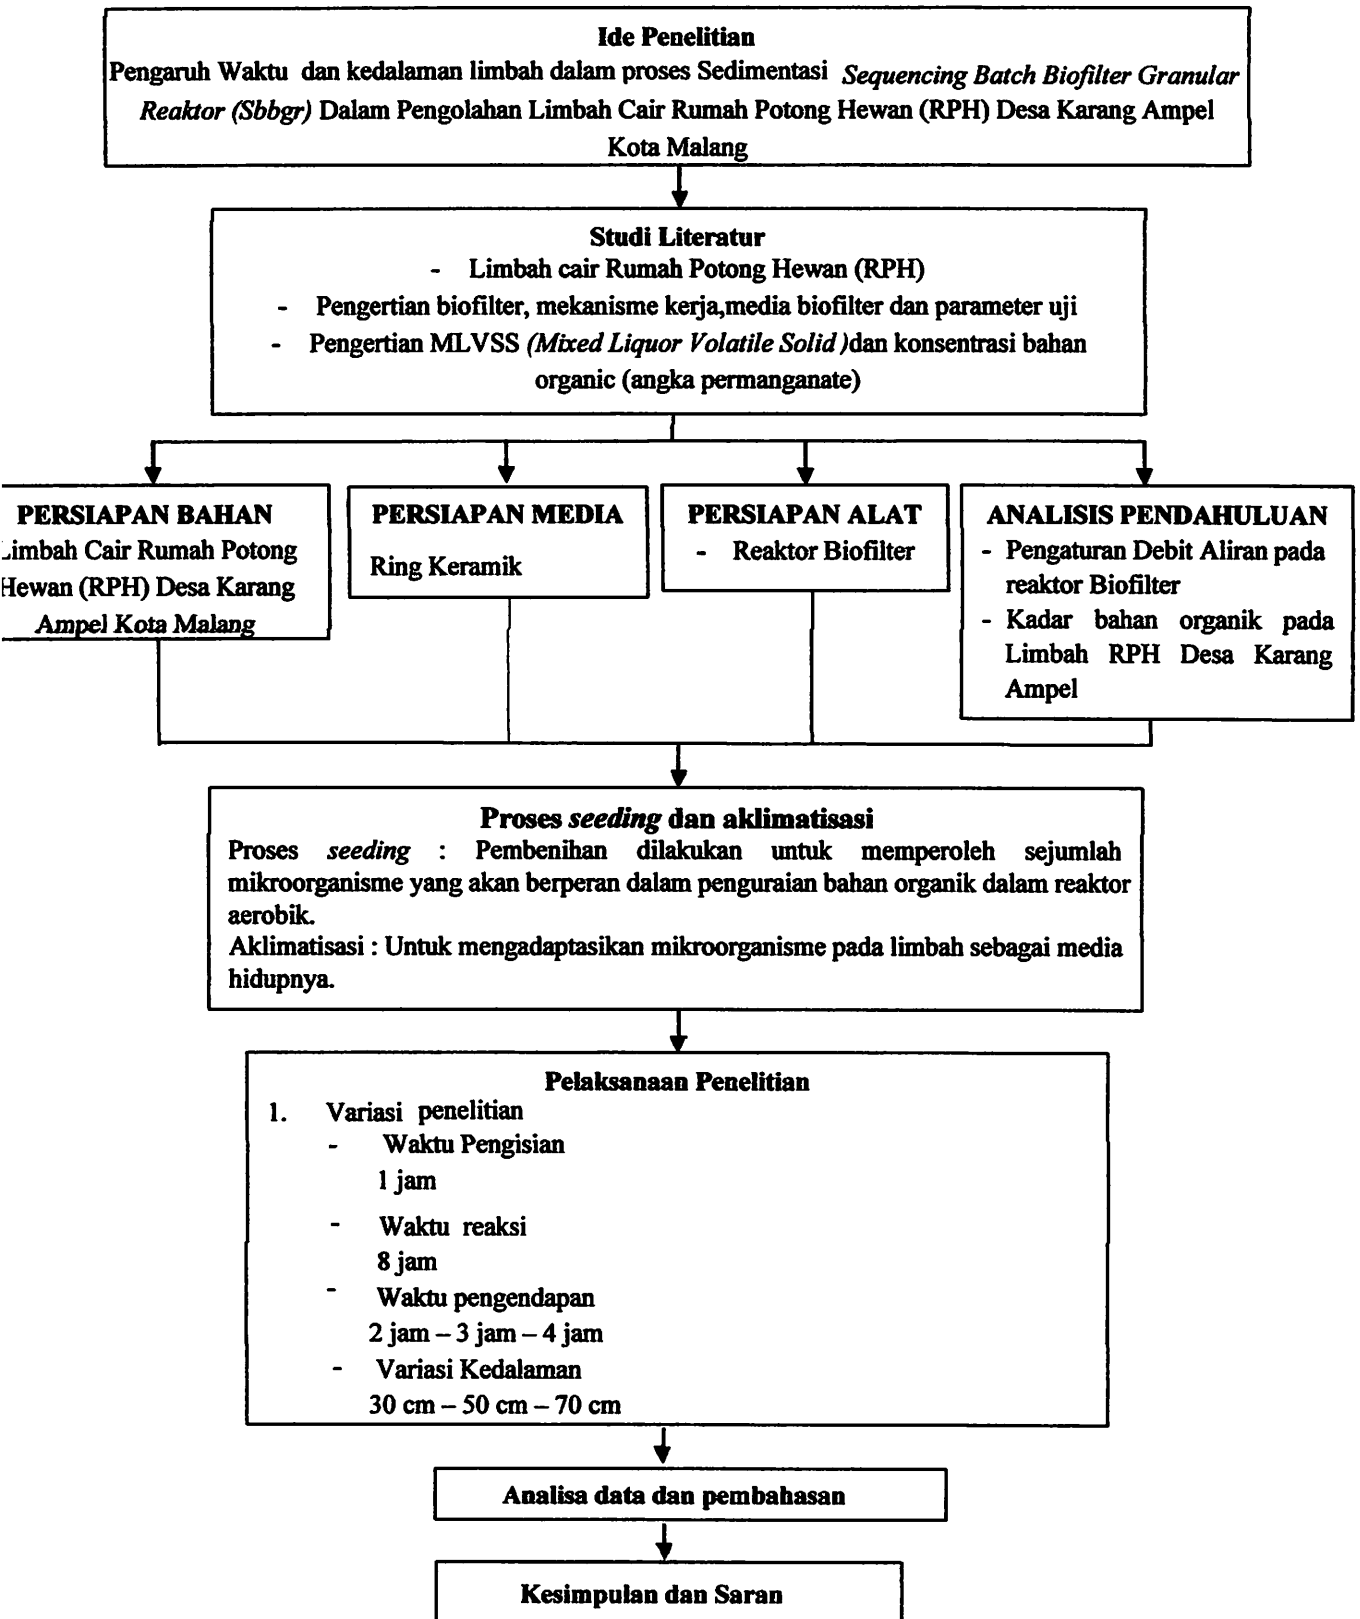 Ide Penelitian
Pengaruh Waktu dan kedalaman limbah dalam proses Sedimentasi Sequencing Batch Biofilter Granular
Reaktor (Sbbgr) Dalam Pengolahan Limbah Cair Rumah Potong Hewan (RPH) Desa Karang Ampel
Kota Malang
Studi Literatur
- Limbah cair Rumah Potong Hewan (RPH)
- Pengertian biofilter, mekanisme kerja,media biofilter dan parameter uji
- Pengertian MLVSS (Mixed Liquor Volatile Solid )dan konsentrasi bahan
organic (angka permanganate)
PERSIAPAN BAHAN
Limbah Cair Rumah Potong
Hewan (RPH) Desa Karang
Ampel Kota Malang
PERSIAPAN MEDIA
Ring Keramik
PERSIAPAN ALAT
- Reaktor Biofilter
ANALISIS PENDAHULUAN
- Pengaturan Debit Aliran pada
reaktor Biofilter
- Kadar bahan organik pada
Limbah RPH Desa Karang
Ampel
Proses seeding dan aklimatisasi
Proses seeding : Pembenihan dilakukan untuk memperoleh sejumlah
mikroorganisme yang akan berperan dalam penguraian bahan organik dalam reaktor
aerobik.
Aklimatisasi : Untuk mengadaptasikan mikroorganisme pada limbah sebagai media
hidupnya.
Pelaksanaan Penelitian
1. Variasi penelitian
- Waktu Pengisian
1 jam
- Waktu reaksi
8 jam
- Waktu pengendapan
2 jam – 3 jam – 4 jam
- Variasi Kedalaman
30 cm – 50 cm – 70 cm
Analisa data dan pembahasan
Kesimpulan dan Saran